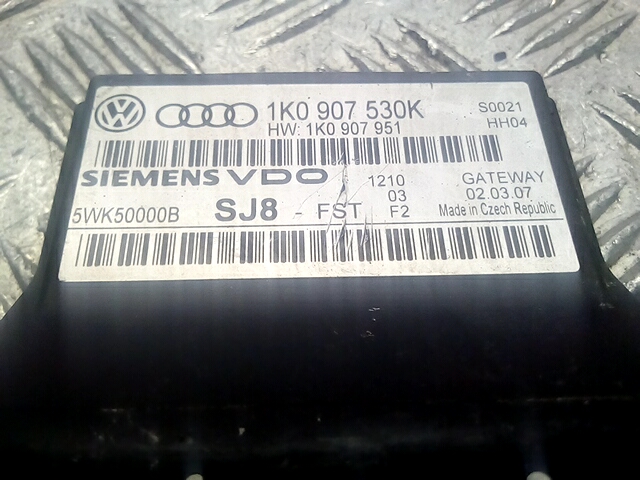 1K0 907 530K S0021
HW: 1K0 907 951 HH04
SIEMENS VDO 1210 GATEWAY
03 02.03.07
5WK50000B SJ8 - FST F2 Made in Czech Republic